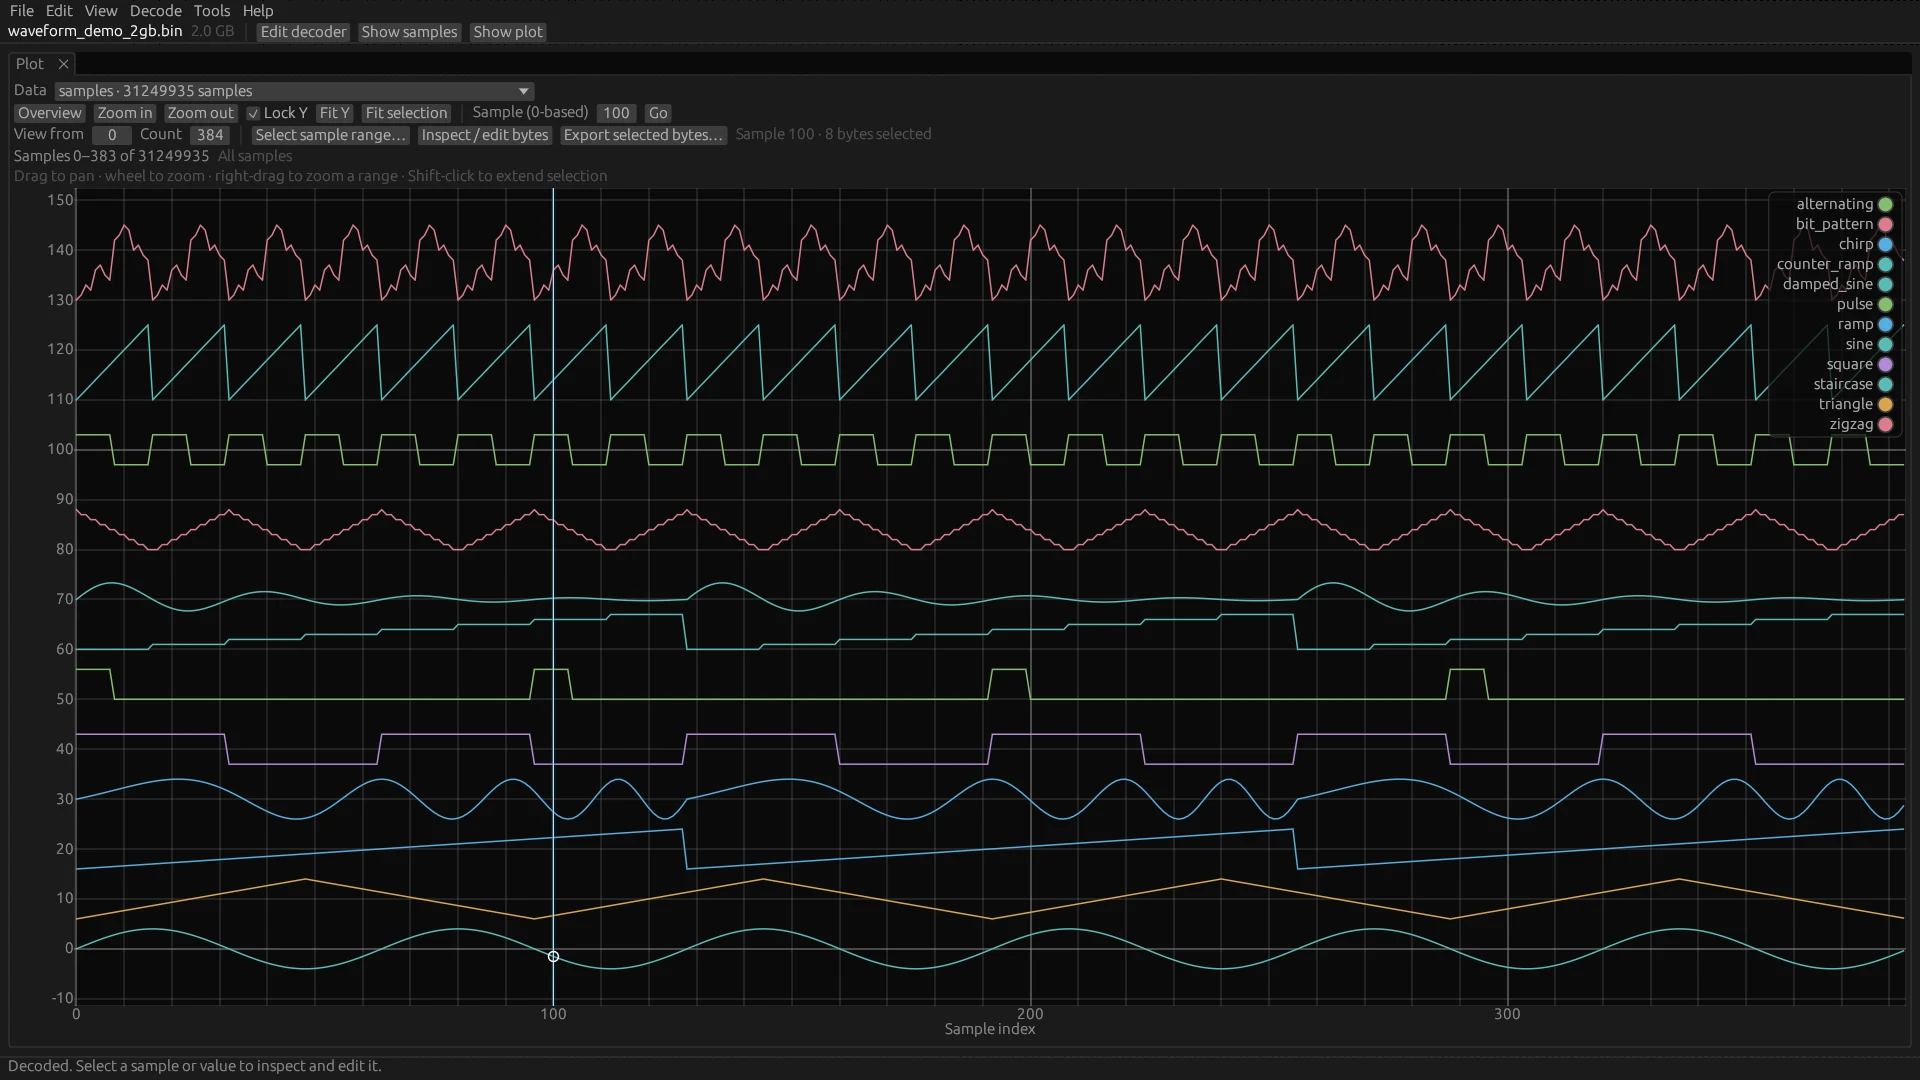 File Edit View Decode Tools Help
waveform_demo_2gb.bin 2.0 GB Edit decoder Show samples Show plot
Plot ×
Data samples · 31249935 samples
Overview Zoom in Zoom out Lock Y Fit Y Fit selection Sample (0-based) 100 Go
View from 0 Count 384 Select sample range... Inspect / edit bytes Export selected bytes... Sample 100 · 8 bytes selected
Samples 0–383 of 31249935 All samples
Drag to pan · wheel to zoom · right-drag to zoom a range · Shift-click to extend selection
150
140
130
120
110
100
90
80
70
60
50
40
30
20
10
0
-10
alternating
bit_pattern
chirp
counter_ramp
damped_sine
pulse
ramp
sine
square
staircase
triangle
zigzag
0 100 200 300
Sample index
Decoded. Select a sample or value to inspect and edit it.